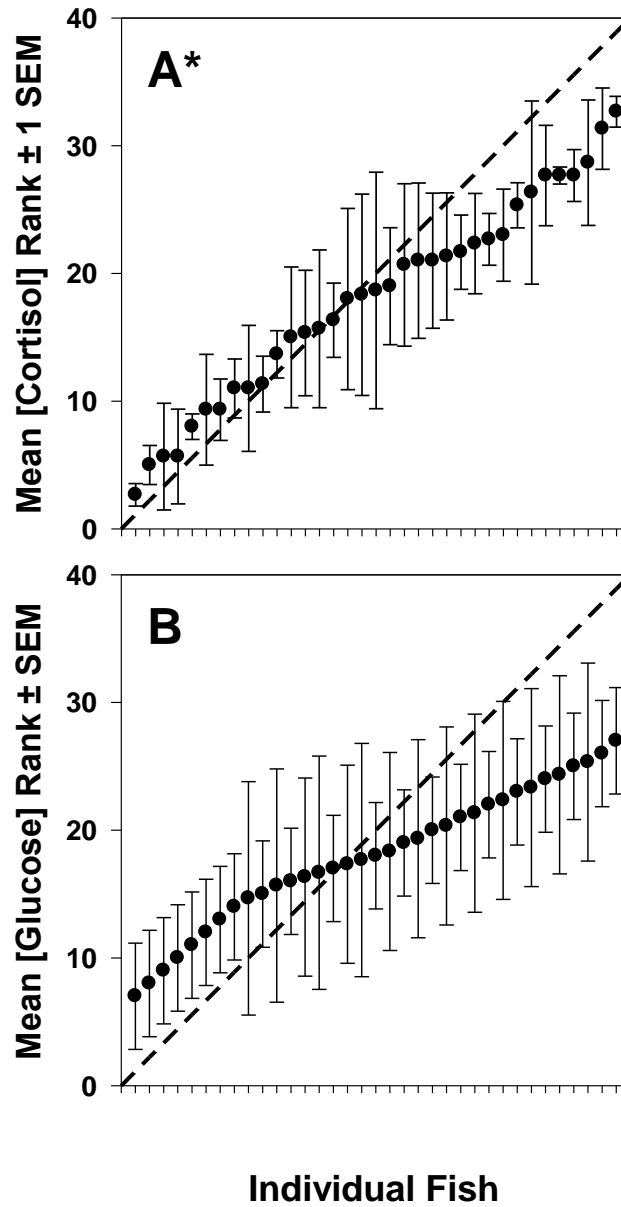 40
A*
30
20
10
0
Mean [Cortisol] Rank ± 1 SEM
40
B
30
20
10
0
Mean [Glucose] Rank ± SEM
Individual Fish